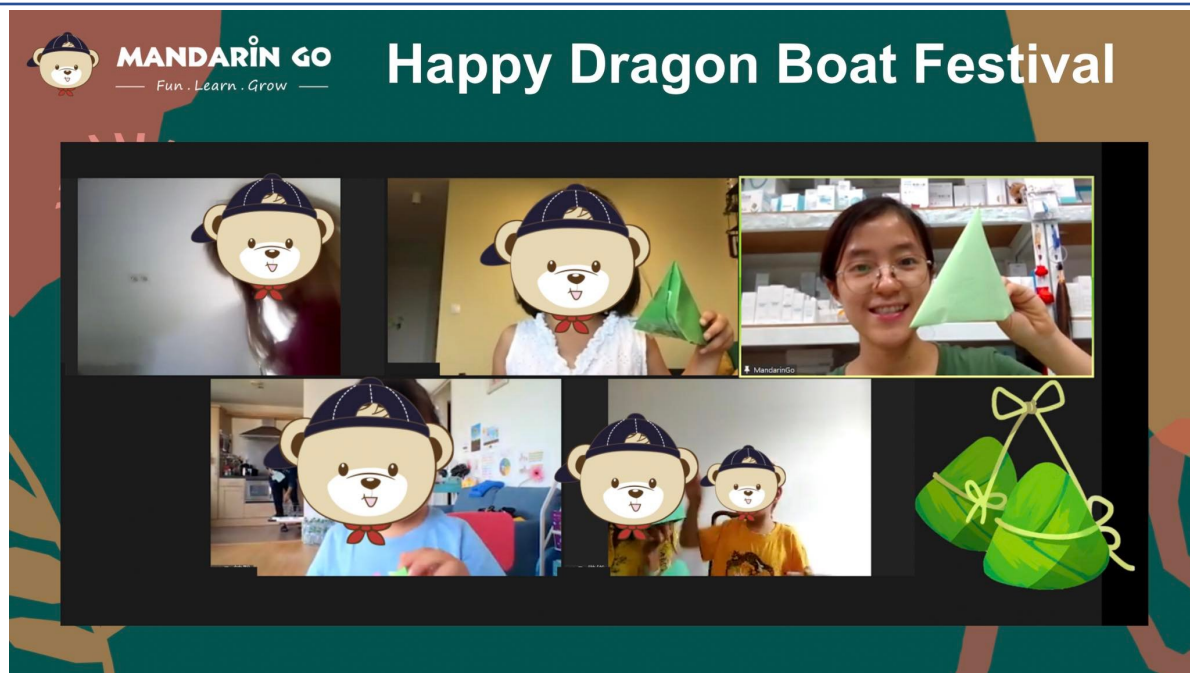 MANDARIN GO
Fun . Learn . Grow
Happy Dragon Boat Festival
MandarinGo